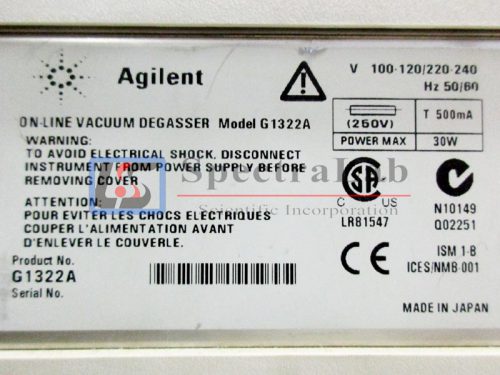 Agilent
V 100-120/220-240
Hz 50/60
ON-LINE VACUUM DEGASSER Model G1322A
(250V)
T 500mA
POWER MAX
30W
WARNING:
TO AVOID ELECTRICAL SHOCK, DISCONNECT
INSTRUMENT FROM POWER SUPPLY BEFORE
REMOVING COVER
SpectraLab
Scientific Incorporation
ATTENTION:
POUR EVITER LES CHOCS ELECTRIQUES
COUPER L'ALIMENTATION AVANT
D'ENLEVER LE COUVERLE.
C US
LR81547
N10149
Q02251
Product No.
G1322A
Serial No.
CE
ISM 1-B
ICES/NMB-001
MADE IN JAPAN